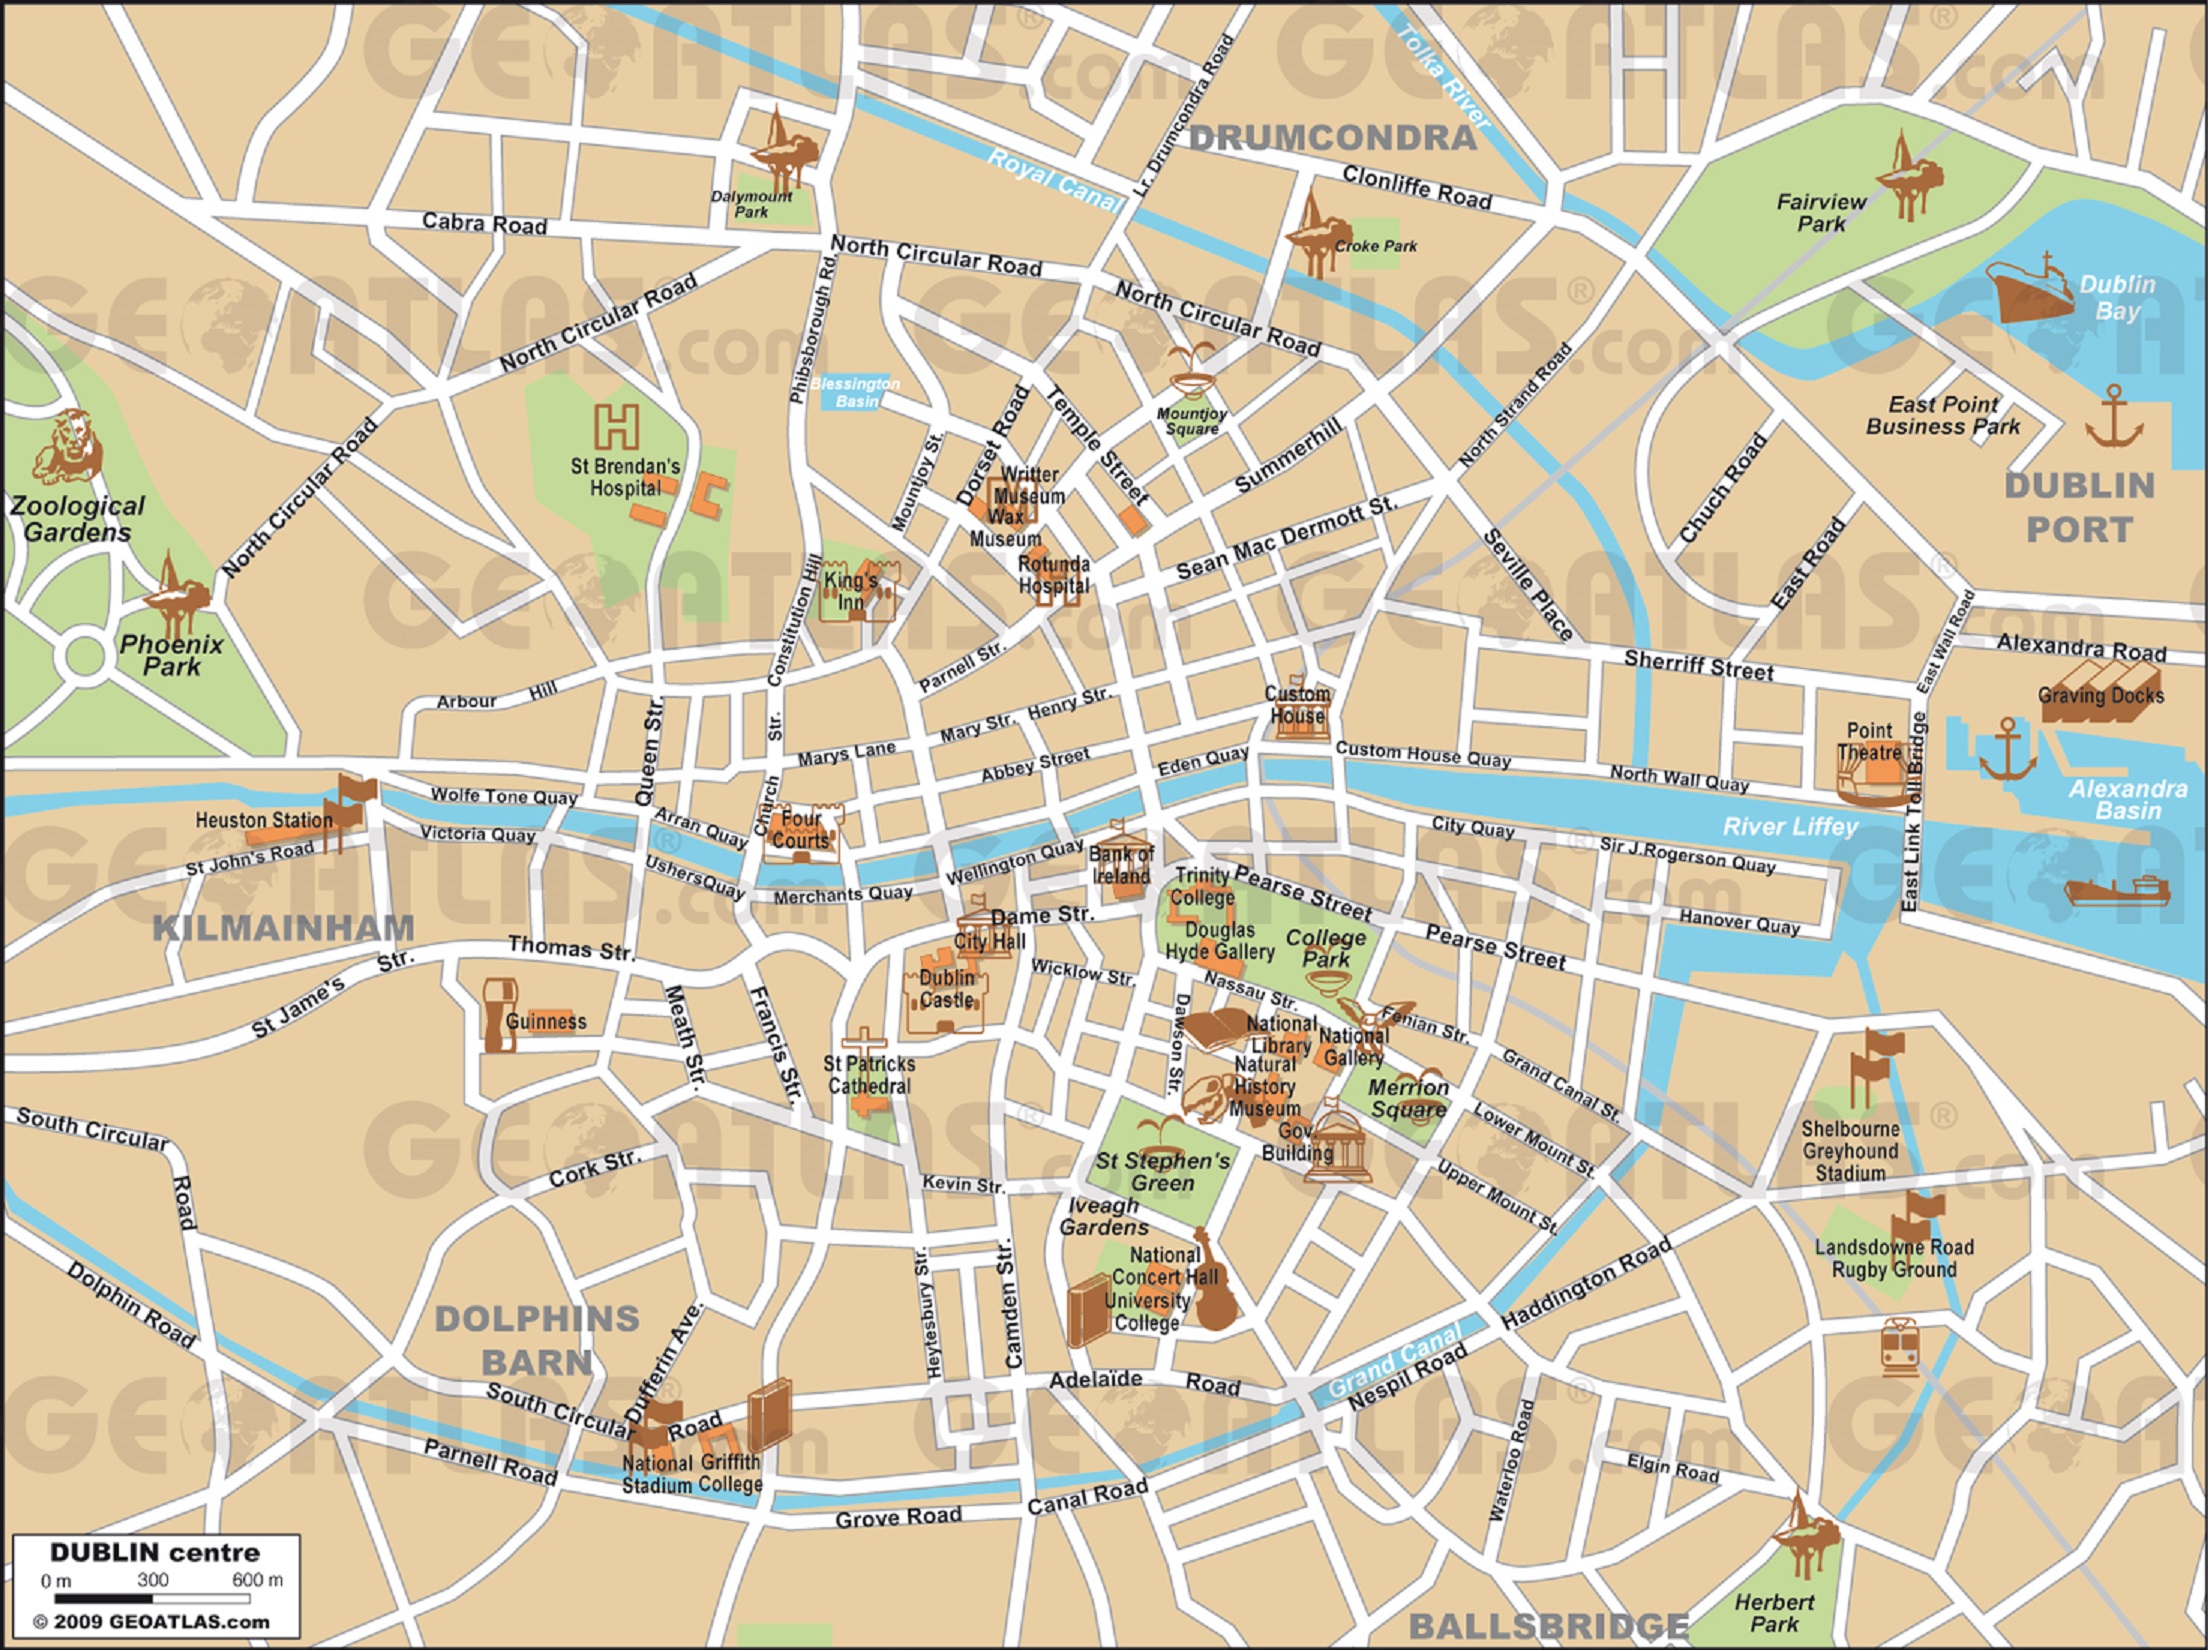 GEOATLAS.com®
GEOATLAS.com®
Tolka River
Lr. Drumcondra Road
DRUMCONDRA
Royal Canal
Clonliffe Road
Dalymount
Park
Fairview
Park
Cabra Road
North Circular Road
Croke Park
Dublin
Bay
North Circular Road
North Circular Road
Phibsborough Rd.
Blessington
Basin
North Strand Road
Mountjoy
Square
East Point
Business Park
Dorset Road
Temple Street
Summerhill
Mountjoy St.
North Circular Road
St Brendan's
Hospital
Writter
Museum
Wax
Museum
Chuch Road
DUBLIN
PORT
Zoological
Gardens
Sean Mac Dermott St.
Seville Place
East Road
Rotunda
Hospital
King's
Inn
Constitution Hill
Phoenix
Park
Parnell Str.
Sherriff Street
East Wall Road
Alexandra Road
Graving Docks
Arbour Hill
Queen Str.
Church Str.
Marys Lane
Mary Str.
Henry Str.
Abbey Street
Eden Quay
Custom
House
Custom House Quay
North Wall Quay
Point
Theatre
East Link Toll Bridge
Alexandra
Basin
Wolfe Tone Quay
Victoria Quay
Arran Quay
UshersQuay
Four
Courts
Heuston Station
St John's Road
Merchants Quay
Wellington Quay
Bank of
Ireland
River Liffey
City Quay
Sir J.Rogerson Quay
Hanover Quay
KILMAINHAM
Trinity
College
Pearse Street
Pearse Street
Dame Str.
City Hall
Douglas
Hyde Gallery
College
Park
Thomas Str.
St Jame's Str.
Dublin
Castle
Wicklow Str.
Nassau Str.
Dawson Str.
Guinness
Meath Str.
Francis Str.
St Patricks
Cathedral
National
Library
National
Gallery
Fenian Str.
Grand Canal St.
Natural
History
Museum
Merrion
Square
Gov.
Building
Lower Mount St.
Upper Mount St.
Shelbourne
Greyhound
Stadium
South Circular Road
Cork Str.
Kevin Str.
St Stephen's
Green
Iveagh
Gardens
National
Concert Hall
University
College
Landsdowne Road
Rugby Ground
Haddington Road
Dolphin Road
DOLPHINS
BARN
Dufferin Ave.
Heytesbury Str.
Camden Str.
Adelaïde Road
Grand Canal
Nespil Road
South Circular Road
National
Stadium
Griffith
College
Parnell Road
Grove Road
Canal Road
Waterloo Road
Elgin Road
Herbert
Park
BALLSBRIDGE
DUBLIN centre
0 m 300 600 m
© 2009 GEOATLAS.com